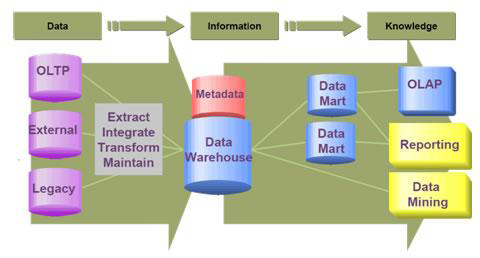 Data
Information
Knowledge
OLTP
External
Legacy
Extract
Integrate
Transform
Maintain
Metadata
Data
Warehouse
Data
Mart
Data
Mart
OLAP
Reporting
Data
Mining